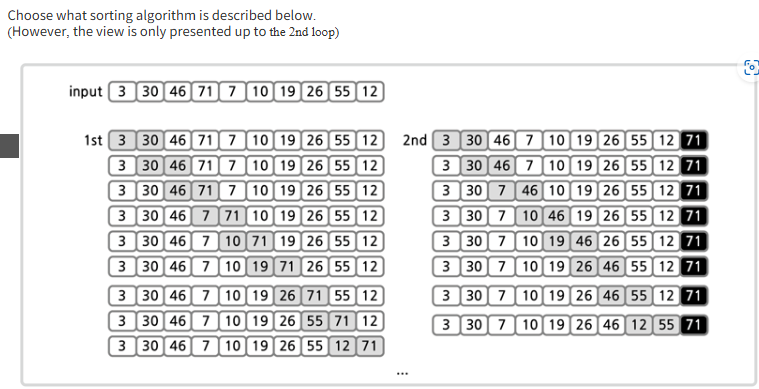 Choose what sorting algorithm is described below.
(However, the view is only presented up to the 2nd loop)
input 3 30 46 71 7 10 19 26 55 12
1st 3 30 46 71 7 10 19 26 55 12
3 30 46 71 7 10 19 26 55 12
3 30 46 71 7 10 19 26 55 12
3 30 46 7 71 10 19 26 55 12
3 30 46 7 10 71 19 26 55 12
3 30 46 7 10 19 71 26 55 12
3 30 46 7 10 19 26 71 55 12
3 30 46 7 10 19 26 55 71 12
3 30 46 7 10 19 26 55 12 71
2nd 3 30 46 7 10 19 26 55 12 71
3 30 46 7 10 19 26 55 12 71
3 30 7 46 10 19 26 55 12 71
3 30 7 10 46 19 26 55 12 71
3 30 7 10 19 46 26 55 12 71
3 30 7 10 19 26 46 55 12 71
3 30 7 10 19 26 46 55 12 71
3 30 7 10 19 26 46 12 55 71
...